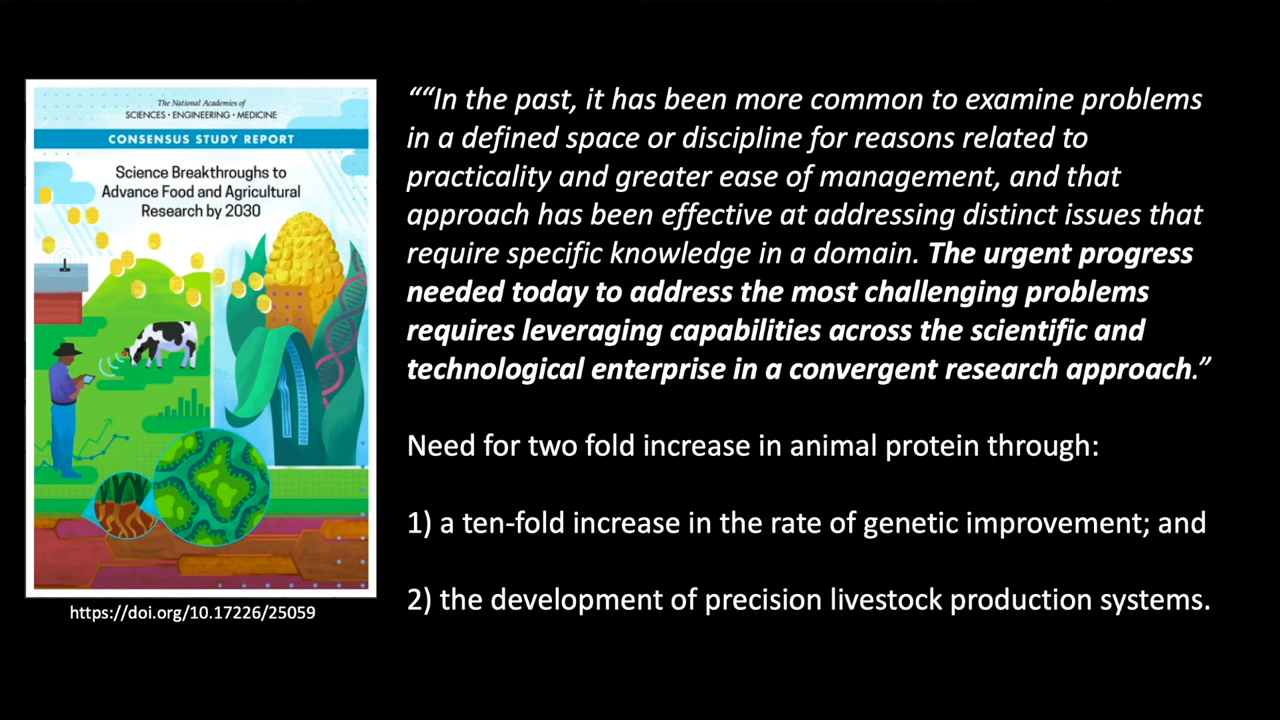 The National Academies of
SCIENCES • ENGINEERING • MEDICINE
CONSENSUS STUDY REPORT
Science Breakthroughs to
Advance Food and Agricultural
Research by 2030
https://doi.org/10.17226/25059
““In the past, it has been more common to examine problems
in a defined space or discipline for reasons related to
practicality and greater ease of management, and that
approach has been effective at addressing distinct issues that
require specific knowledge in a domain. The urgent progress
needed today to address the most challenging problems
requires leveraging capabilities across the scientific and
technological enterprise in a convergent research approach.”
Need for two fold increase in animal protein through:
1) a ten-fold increase in the rate of genetic improvement; and
2) the development of precision livestock production systems.